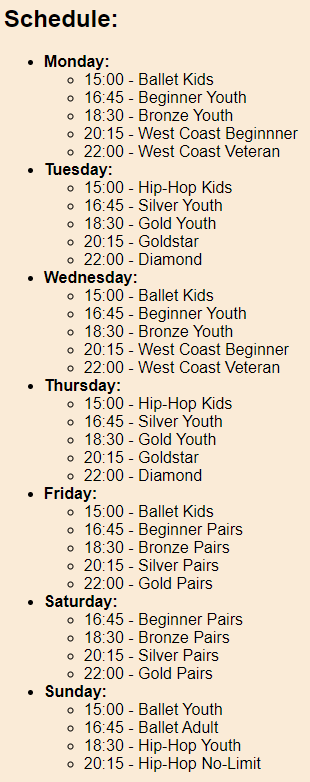 Schedule:
Monday:
15:00 - Ballet Kids
16:45 - Beginner Youth
18:30 - Bronze Youth
20:15 - West Coast Beginnner
22:00 - West Coast Veteran
Tuesday:
15:00 - Hip-Hop Kids
16:45 - Silver Youth
18:30 - Gold Youth
20:15 - Goldstar
22:00 - Diamond
Wednesday:
15:00 - Ballet Kids
16:45 - Beginner Youth
18:30 - Bronze Youth
20:15 - West Coast Beginner
22:00 - West Coast Veteran
Thursday:
15:00 - Hip-Hop Kids
16:45 - Silver Youth
18:30 - Gold Youth
20:15 - Goldstar
22:00 - Diamond
Friday:
15:00 - Ballet Kids
16:45 - Beginner Pairs
18:30 - Bronze Pairs
20:15 - Silver Pairs
22:00 - Gold Pairs
Saturday:
16:45 - Beginner Pairs
18:30 - Bronze Pairs
20:15 - Silver Pairs
22:00 - Gold Pairs
Sunday:
15:00 - Ballet Youth
16:45 - Ballet Adult
18:30 - Hip-Hop Youth
20:15 - Hip-Hop No-Limit